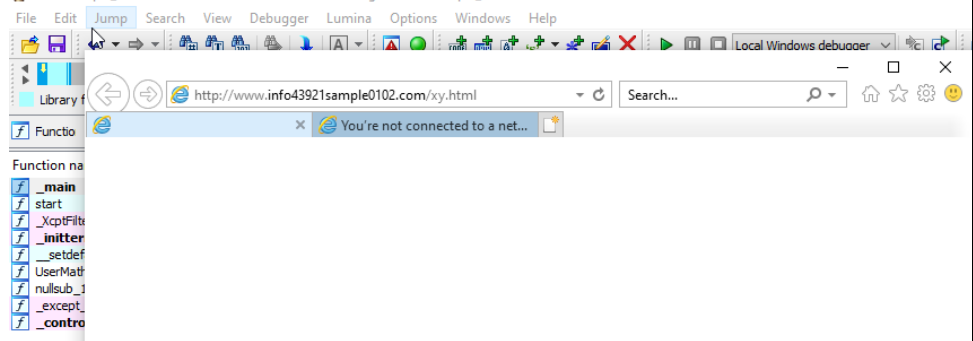 File Edit Jump Search View Debugger Lumina Options Windows Help
Local Windows debugger
Library f
http://www.info43921sample0102.com/xy.html Search...
f Functio
You're not connected to a net...
Function na
f _main
f start
f _XcptFilte
f _initter
f __setdef
f UserMath
f nullsub_1
f _except_
f _contro